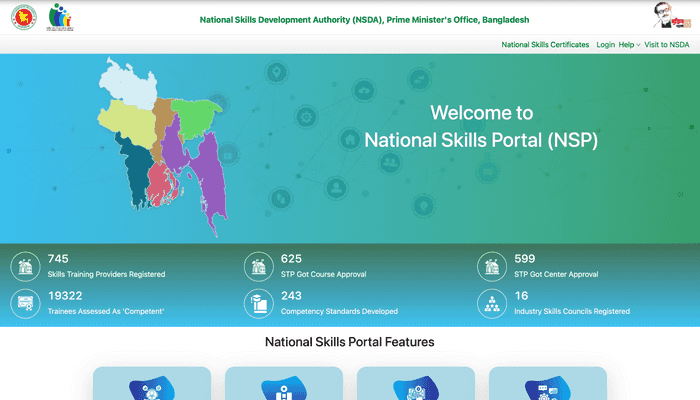 National Skills Development Authority (NSDA), Prime Minister's Office, Bangladesh
National Skills Certificates Login Help Visit to NSDA
Welcome to
National Skills Portal (NSP)
745
Skills Training Providers Registered
625
STP Got Course Approval
599
STP Got Center Approval
19322
Trainees Assessed As 'Competent'
243
Competency Standards Developed
16
Industry Skills Councils Registered
National Skills Portal Features